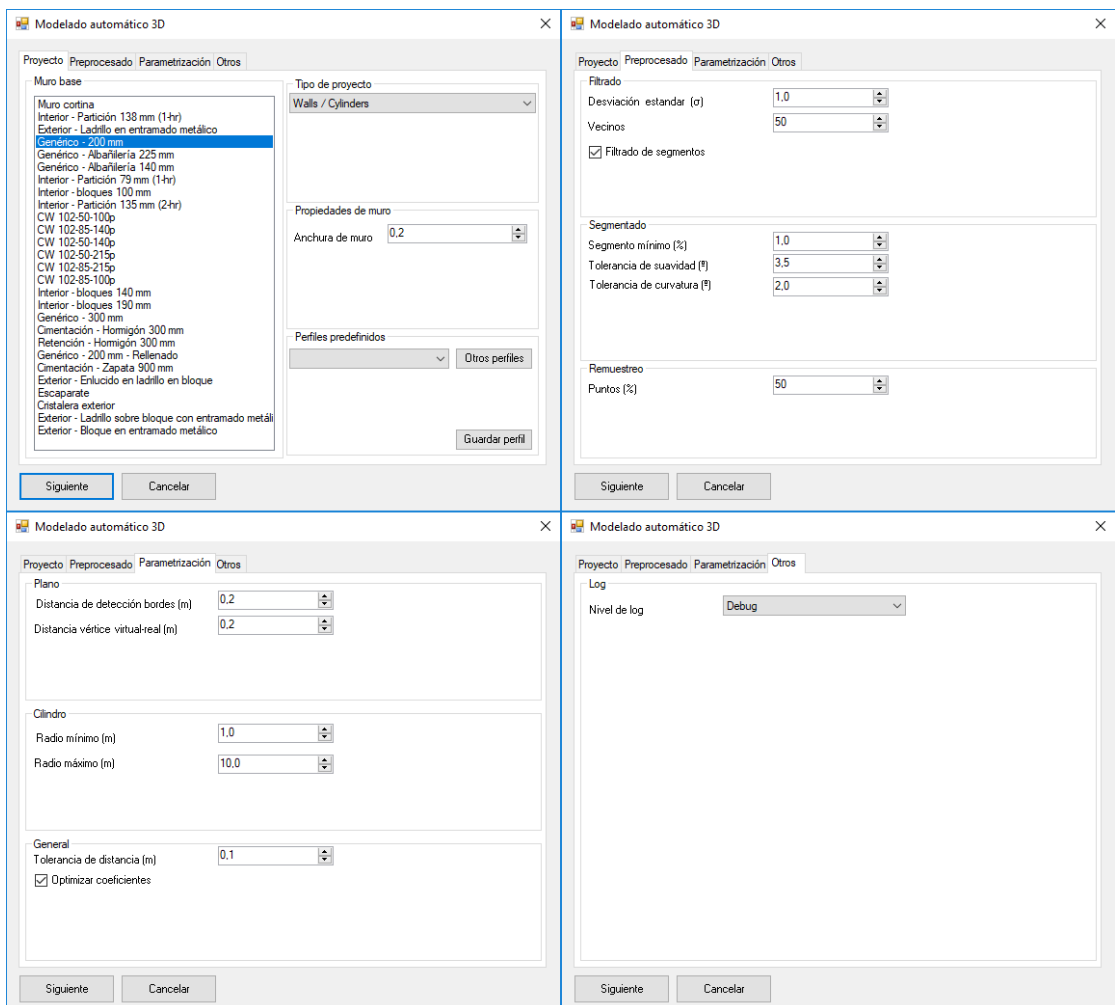 Modelado automático 3D
Proyecto Preprocesado Parametrización Otros
Muro base
Muro cortina
Interior - Partición 138 mm (1-hr)
Exterior - Ladrillo en entramado metálico
Genérico - 200 mm
Genérico - Albañilería 225 mm
Genérico - Albañilería 140 mm
Interior - Partición 79 mm (1-hr)
Interior - bloques 100 mm
Interior - Partición 135 mm (2-hr)
CW 102-50-100p
CW 102-85-140p
CW 102-50-140p
CW 102-50-215p
CW 102-85-215p
CW 102-85-100p
Interior - bloques 140 mm
Interior - bloques 190 mm
Genérico - 300 mm
Cimentación - Hormigón 300 mm
Retención - Hormigón 300 mm
Genérico - 200 mm - Rellenado
Cimentación - Zapata 900 mm
Exterior - Enlucido en ladrillo en bloque
Escaparate
Cristalera exterior
Exterior - Ladrillo sobre bloque con entramado metáli
Exterior - Bloque en entramado metálico
Tipo de proyecto
Walls / Cylinders
Propiedades de muro
Anchura de muro 0,2
Perfiles predefinidos
Otros perfiles
Guardar perfil
Siguiente Cancelar
Modelado automático 3D
Proyecto Preprocesado Parametrización Otros
Filtrado
Desviación estandar (σ) 1,0
Vecinos 50
Filtrado de segmentos
Segmentado
Segmento mínimo (%) 1,0
Tolerancia de suavidad (º) 3,5
Tolerancia de curvatura (º) 2,0
Remuestreo
Puntos (%) 50
Siguiente Cancelar
Modelado automático 3D
Proyecto Preprocesado Parametrización Otros
Plano
Distancia de detección bordes (m) 0,2
Distancia vértice virtual-real (m) 0,2
Cilindro
Radio mínimo (m) 1,0
Radio máximo (m) 10,0
General
Tolerancia de distancia (m) 0,1
Optimizar coeficientes
Siguiente Cancelar
Modelado automático 3D
Proyecto Preprocesado Parametrización Otros
Log
Nivel de log Debug
Siguiente Cancelar